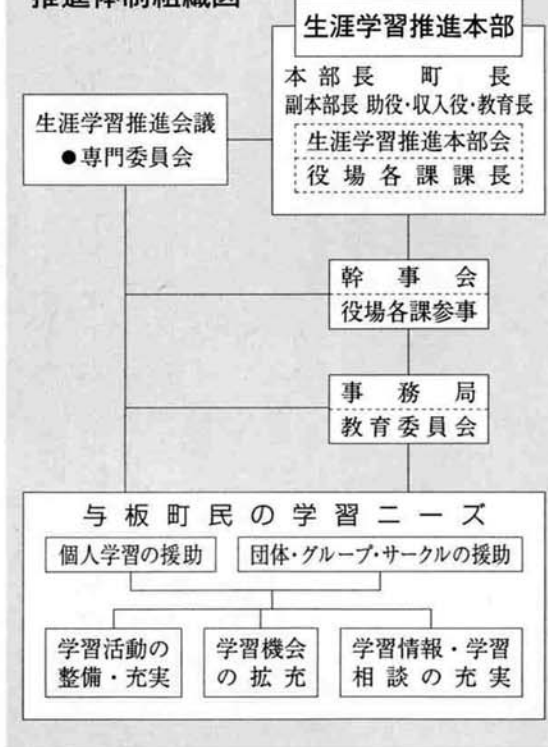 推進体制組織図
生涯学習推進本部
本部長 町長
副本部長 助役・収入役・教育長
生涯学習推進本部会
役場各課課長
生涯学習推進会議
●専門委員会
幹事会
役場各課参事
事務局
教育委員会
与板町民の学習ニーズ
個人学習の援助
団体・グループ・サークルの援助
学習活動の
整備・充実
学習機会
の拡充
学習情報・学習
相談の充実